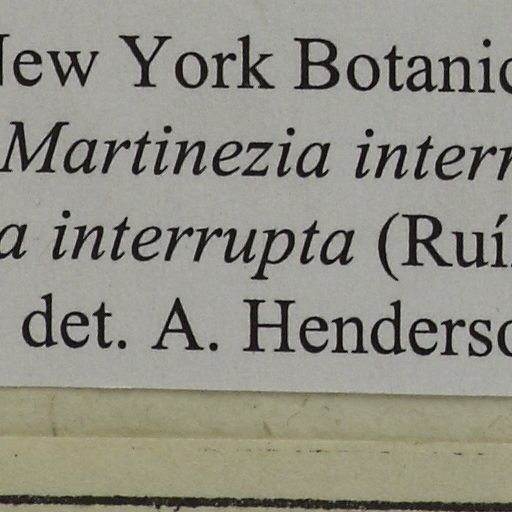 New York Botanic
Martinezia interr
a interrupta (Ruí
det. A. Henderso